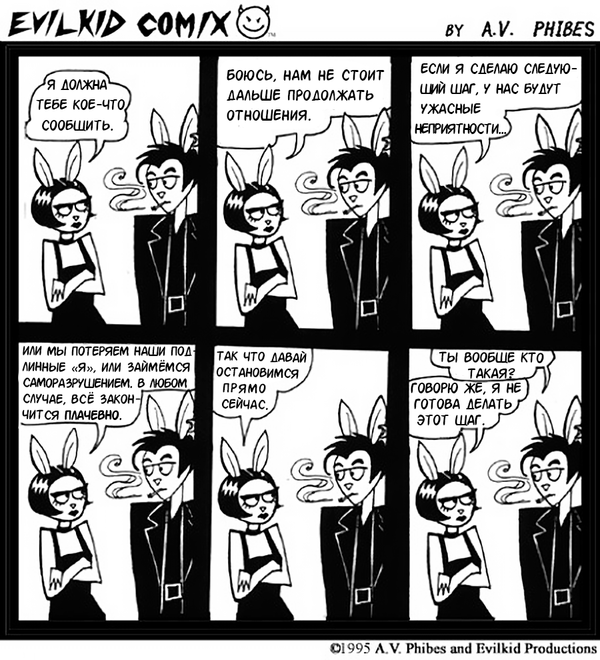 EVILKID COMIX
TM
BY A.V. PHIBES
Я ДОЛЖНА
ТЕБЕ КОЕ-ЧТО
СООБЩИТЬ.
БОЮСЬ, НАМ НЕ СТОИТ
ДАЛЬШЕ ПРОДОЛЖАТЬ
ОТНОШЕНИЯ.
ЕСЛИ Я СДЕЛАЮ СЛЕДУЮ-
ЩИЙ ШАГ, У НАС БУДУТ
УЖАСНЫЕ
НЕПРИЯТНОСТИ...
ИЛИ МЫ ПОТЕРЯЕМ НАШИ ПОД-
ЛИННЫЕ «Я», ИЛИ ЗАЙМЁМСЯ
САМОРАЗРУШЕНИЕМ. В ЛЮБОМ
СЛУЧАЕ, ВСЁ ЗАКОН-
ЧИТСЯ ПЛАЧЕВНО.
ТАК ЧТО ДАВАЙ
ОСТАНОВИМСЯ
ПРЯМО
СЕЙЧАС.
ТЫ ВООБЩЕ КТО
ТАКАЯ?
ГОВОРЮ ЖЕ, Я НЕ
ГОТОВА ДЕЛАТЬ
ЭТОТ ШАГ.
©1995 A.V. Phibes and Evilkid Productions